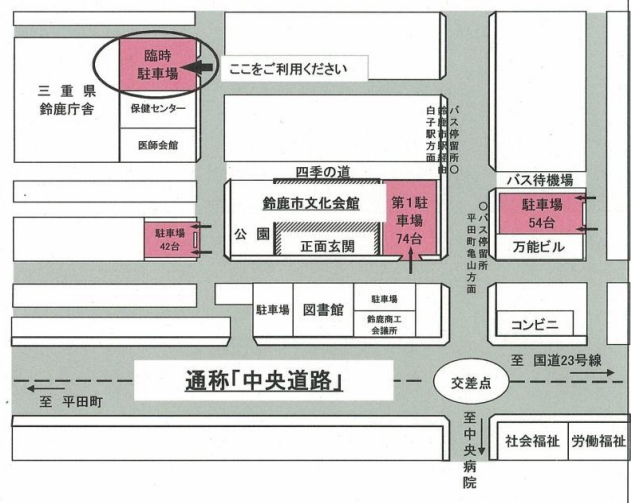 臨時
駐車場
ここをご利用ください
三重県
鈴鹿庁舎
保健センター
医師会館
バス停留所〇
鈴鹿市駅経由
白子駅方面
四季の道
バス待機場
鈴鹿市文化会館
第1駐
車場
74台
駐車場
54台
〇バス停留所
平田町亀山方面
公園
正面玄関
駐車場
42台
万能ビル
駐車場
図書館
駐車場
鈴鹿商工
会議所
コンビニ
通称「中央道路」
交差点
至 国道23号線
至 平田町
至中央病院
社会福祉
労働福祉